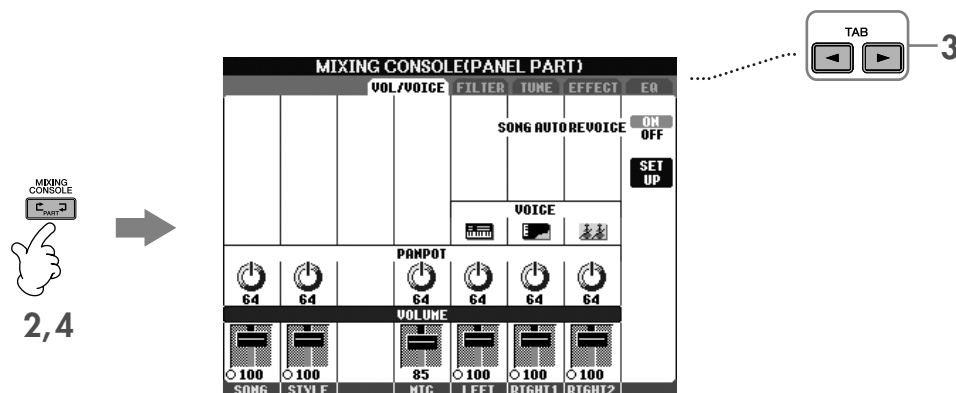 TAB
3
MIXING CONSOLE(PANEL PART)
VOL/VOICE FILTER TUNE EFFECT EQ
SONG AUTO REVOICE ON
OFF
SET
UP
MIXING
CONSOLE
PART
VOICE
PANPOT
64 64 64 64 64 64
2,4
VOLUME
100 100 85 100 100 100
SONG STYLE MIC LEFT RIGHT1 RIGHT2